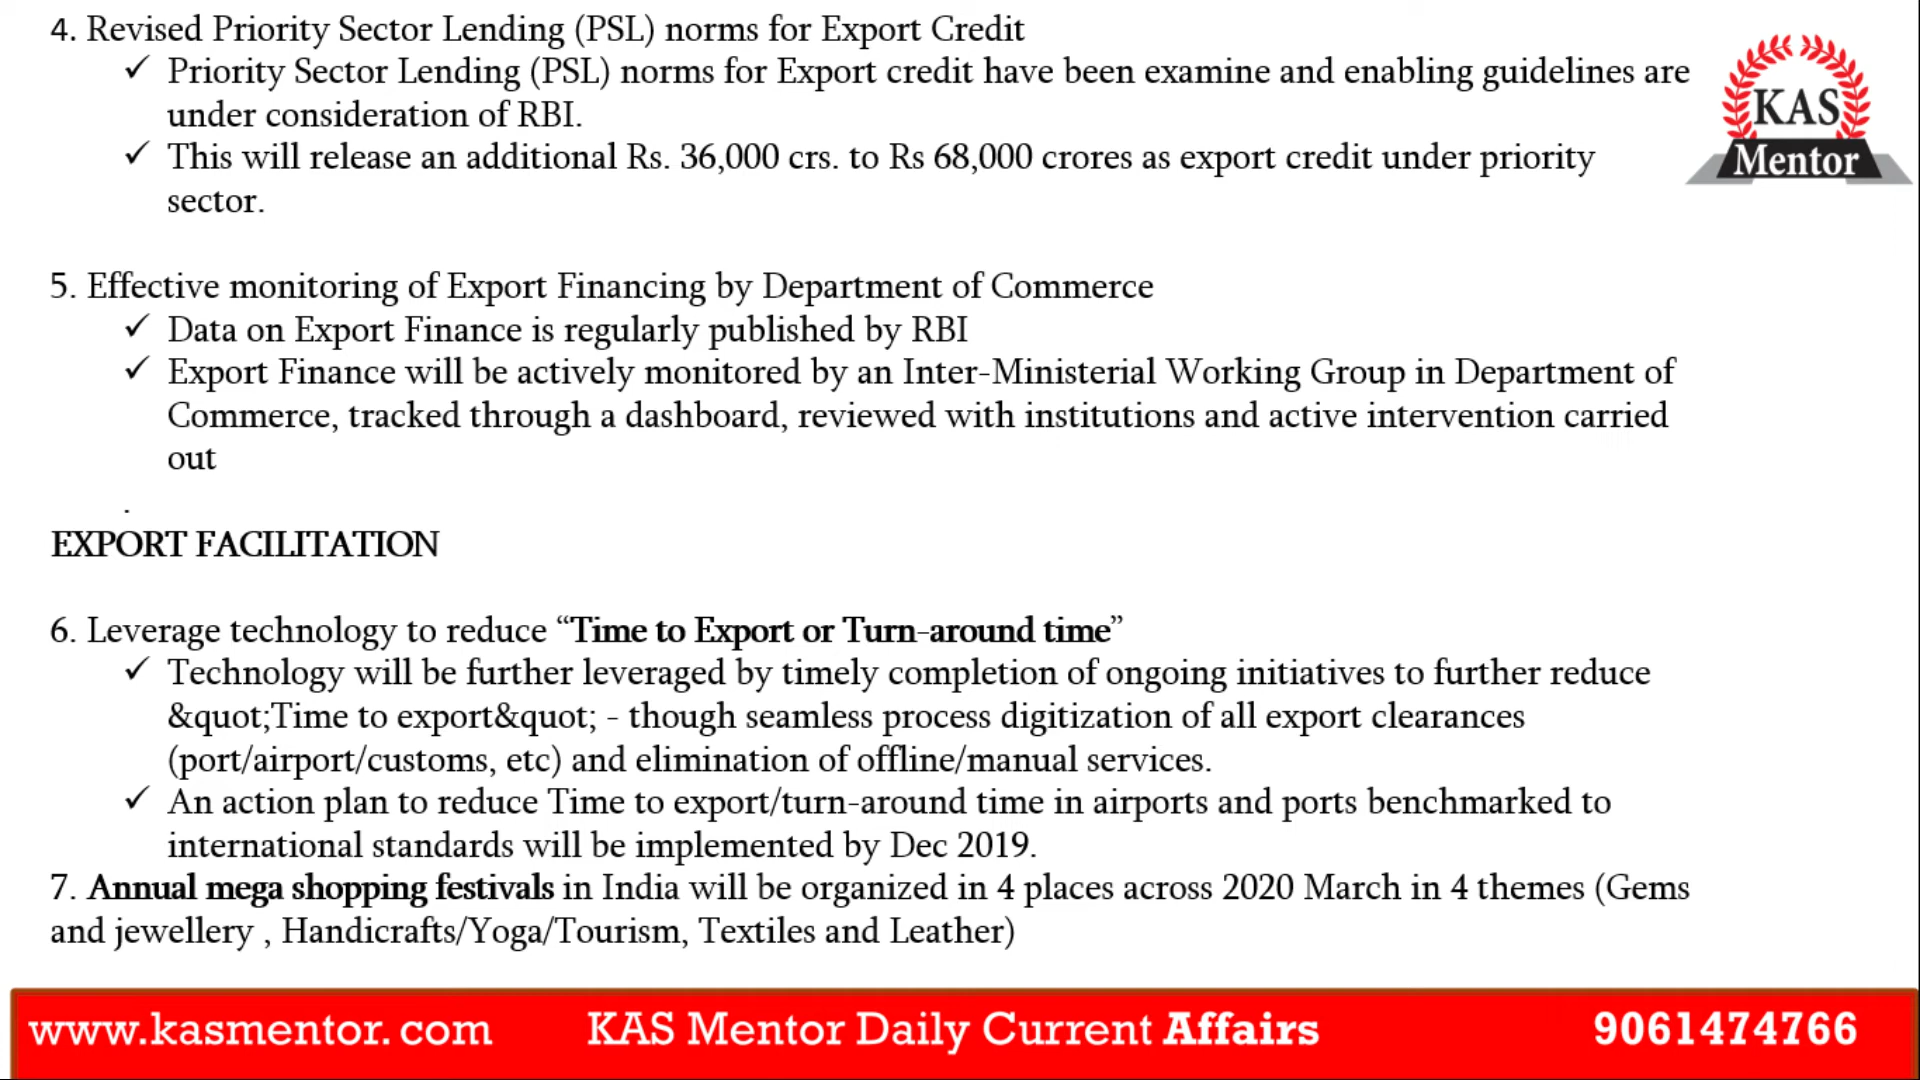 4. Revised Priority Sector Lending (PSL) norms for Export Credit
✓ Priority Sector Lending (PSL) norms for Export credit have been examine and enabling guidelines are
under consideration of RBI.
✓ This will release an additional Rs. 36,000 crs. to Rs 68,000 crores as export credit under priority
sector.
KAS
Mentor
5. Effective monitoring of Export Financing by Department of Commerce
✓ Data on Export Finance is regularly published by RBI
✓ Export Finance will be actively monitored by an Inter-Ministerial Working Group in Department of
Commerce, tracked through a dashboard, reviewed with institutions and active intervention carried
out
.
EXPORT FACILITATION
6. Leverage technology to reduce “Time to Export or Turn-around time”
✓ Technology will be further leveraged by timely completion of ongoing initiatives to further reduce
&quot;Time to export&quot; - though seamless process digitization of all export clearances
(port/airport/customs, etc) and elimination of offline/manual services.
✓ An action plan to reduce Time to export/turn-around time in airports and ports benchmarked to
international standards will be implemented by Dec 2019.
7. Annual mega shopping festivals in India will be organized in 4 places across 2020 March in 4 themes (Gems
and jewellery , Handicrafts/Yoga/Tourism, Textiles and Leather)
www.kasmentor.com KAS Mentor Daily Current Affairs 9061474766